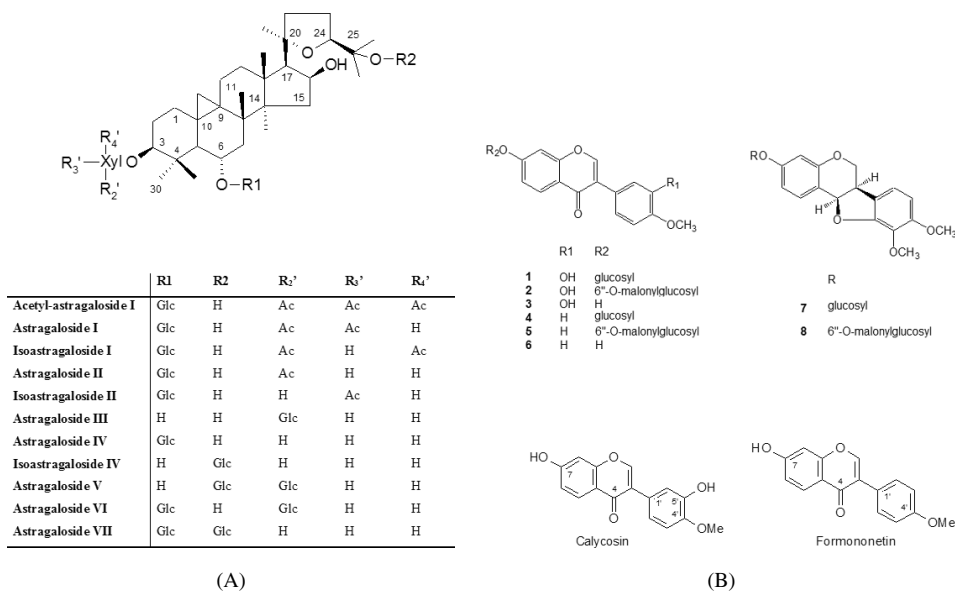 20 24 25
O O—R2
17 OH
11
15
1 14
9
10
R4' 3 6
R3'—Xyl—O 4
R2' 30 O—R1
R1 R2 R2' R3' R4'
Acetyl-astragaloside I Glc H Ac Ac Ac
Astragaloside I Glc H Ac Ac H
Isoastragaloside I Glc H Ac H Ac
Astragaloside II Glc H Ac H H
Isoastragaloside II Glc H H Ac H
Astragaloside III H H Glc H H
Astragaloside IV Glc H H H H
Isoastragaloside IV H Glc H H H
Astragaloside V H Glc Glc H H
Astragaloside VI Glc H Glc H H
Astragaloside VII Glc Glc H H H
(A)
R2O O
R1
O OCH3
R1 R2
1 OH glucosyl
2 OH 6"-O-malonylglucosyl
3 OH H
4 H glucosyl
5 H 6"-O-malonylglucosyl
6 H H
RO O
H
H O
OCH3
OCH3
R
7 glucosyl
8 6"-O-malonylglucosyl
HO O
7
4 OH
1' 5'
O 4' OMe
Calycosin
HO O
7
4
1'
O 4' OMe
Formononetin
(B)